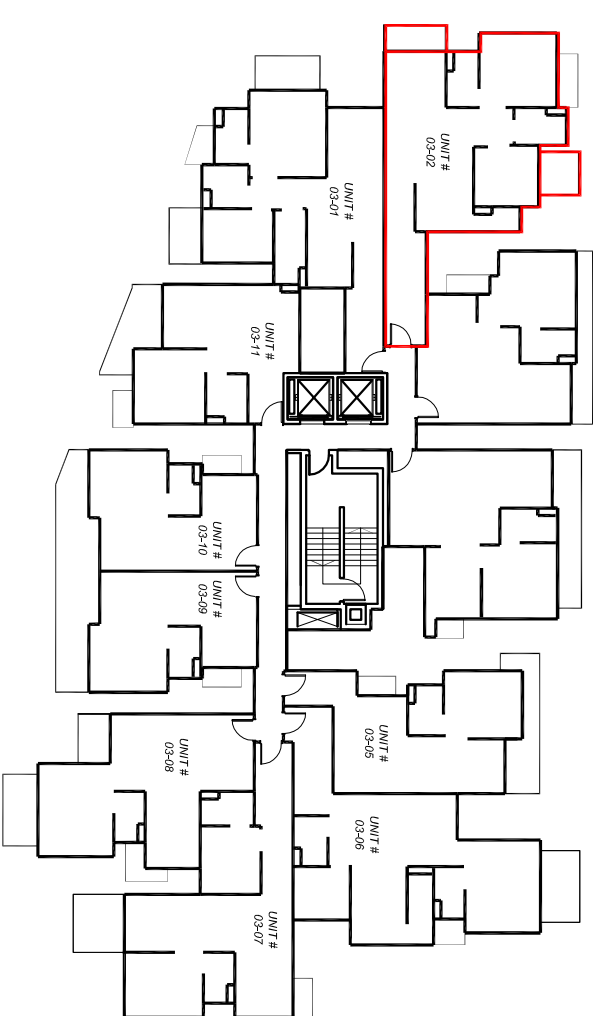 UNIT #
03-02
UNIT #
03-01
UNIT #
03-11
UNIT #
03-10
UNIT #
03-09
UNIT #
03-05
UNIT #
03-08
UNIT #
03-06
UNIT #
03-07